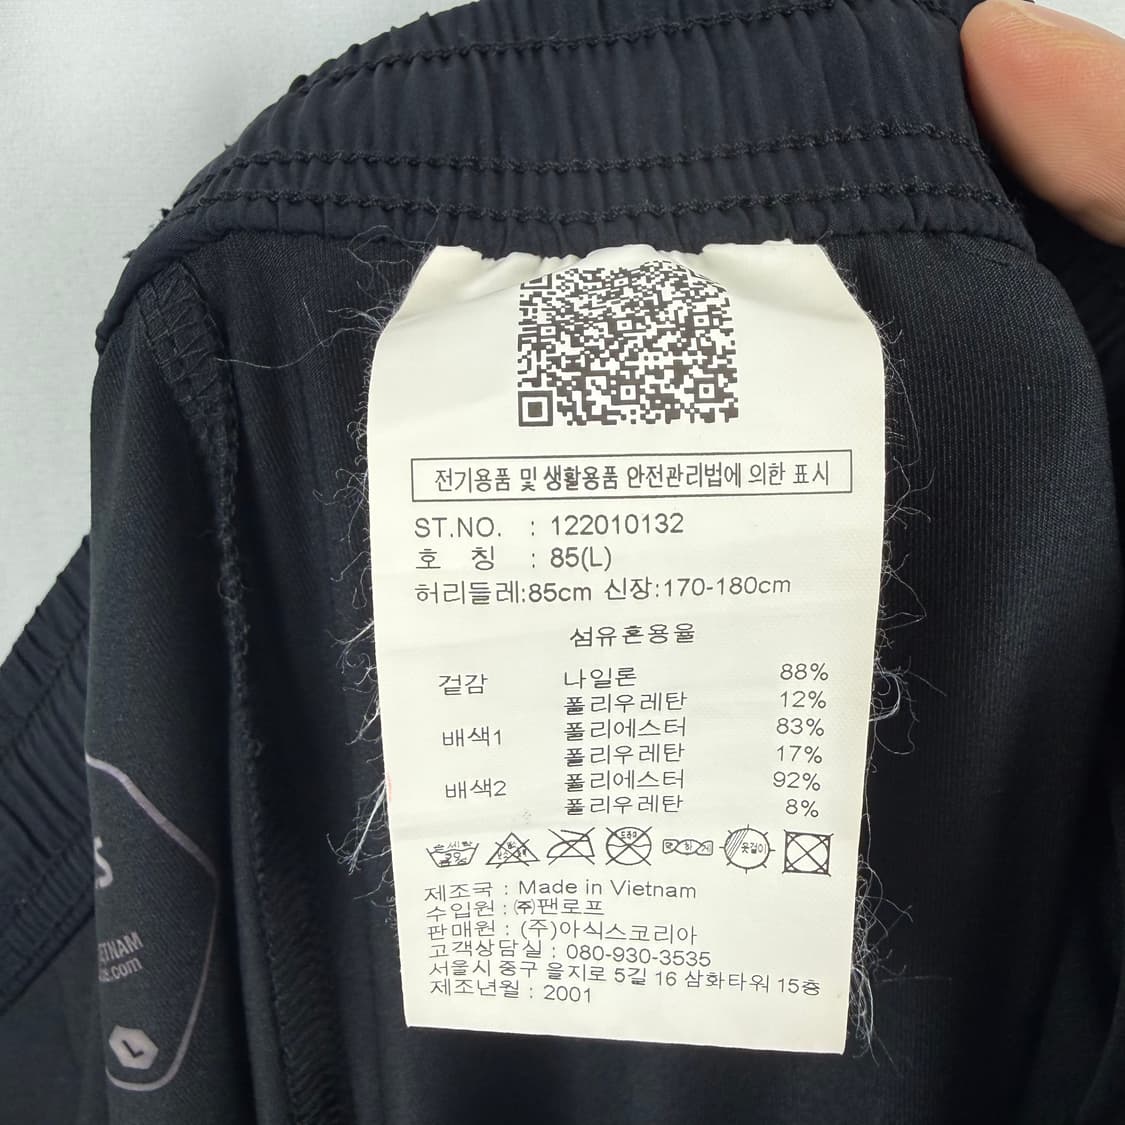 전기용품 및 생활용품 안전관리법에 의한 표시
ST.NO. : 122010132
호 칭 : 85(L)
허리들레:85cm 신장:170-180cm
섬유혼용율
겉감 나일론 88%
폴리우레탄 12%
배색1 폴리에스터 83%
폴리우레탄 17%
배색2 폴리에스터 92%
폴리우레탄 8%
옷걸이
제조국 : Made in Vietnam
수입원 : ㈜팬로프
판매원 : (주)아식스코리아
고객상담실 : 080-930-3535
서울시 중구 을지로 5길 16 삼화타워 15층
제조년월 : 2001
L